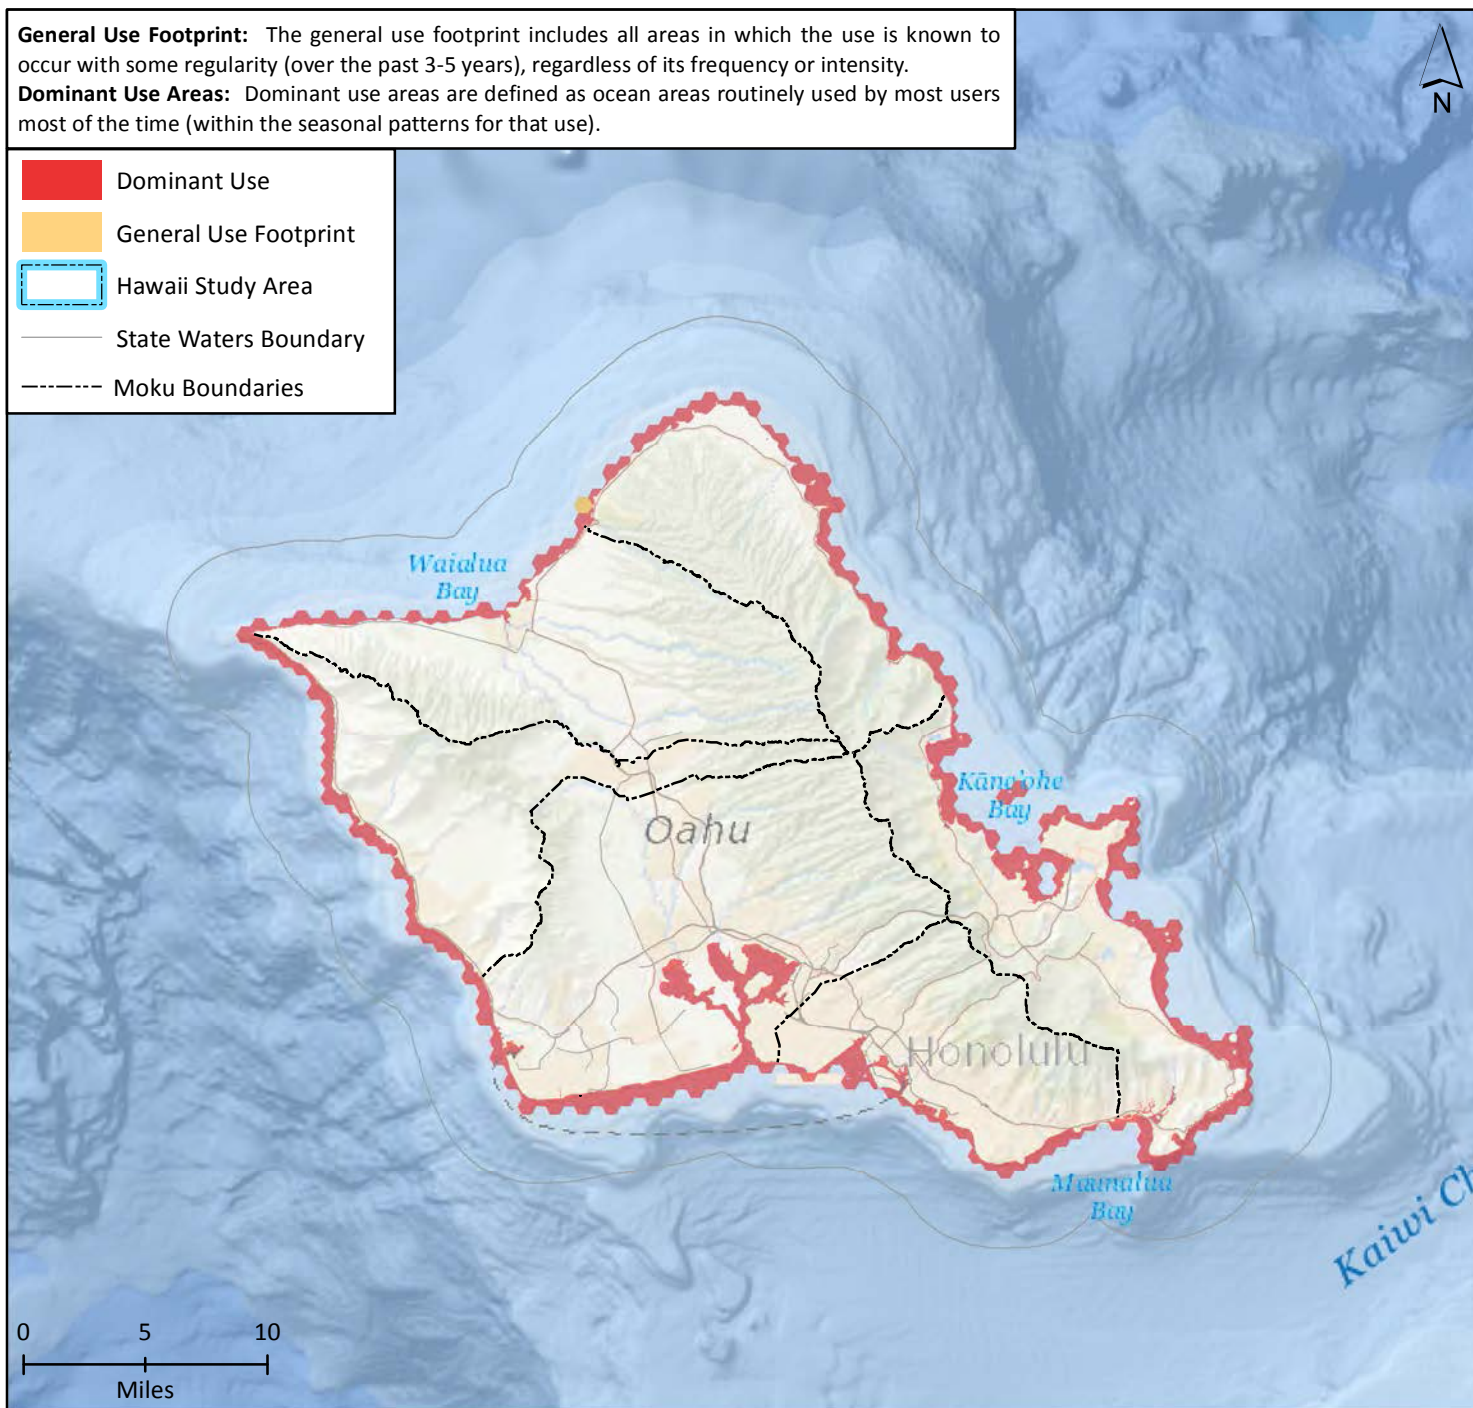 General Use Footprint: The general use footprint includes all areas in which the use is known to
occur with some regularity (over the past 3-5 years), regardless of its frequency or intensity.
Dominant Use Areas: Dominant use areas are defined as ocean areas routinely used by most users
most of the time (within the seasonal patterns for that use).
N
Dominant Use
General Use Footprint
Hawaii Study Area
State Waters Boundary
Moku Boundaries
Waialua
Bay
Kāne'ohe
Bay
Oahu
Honolulu
Maunalua
Bay
Kaiwi Ch
0 5 10
Miles